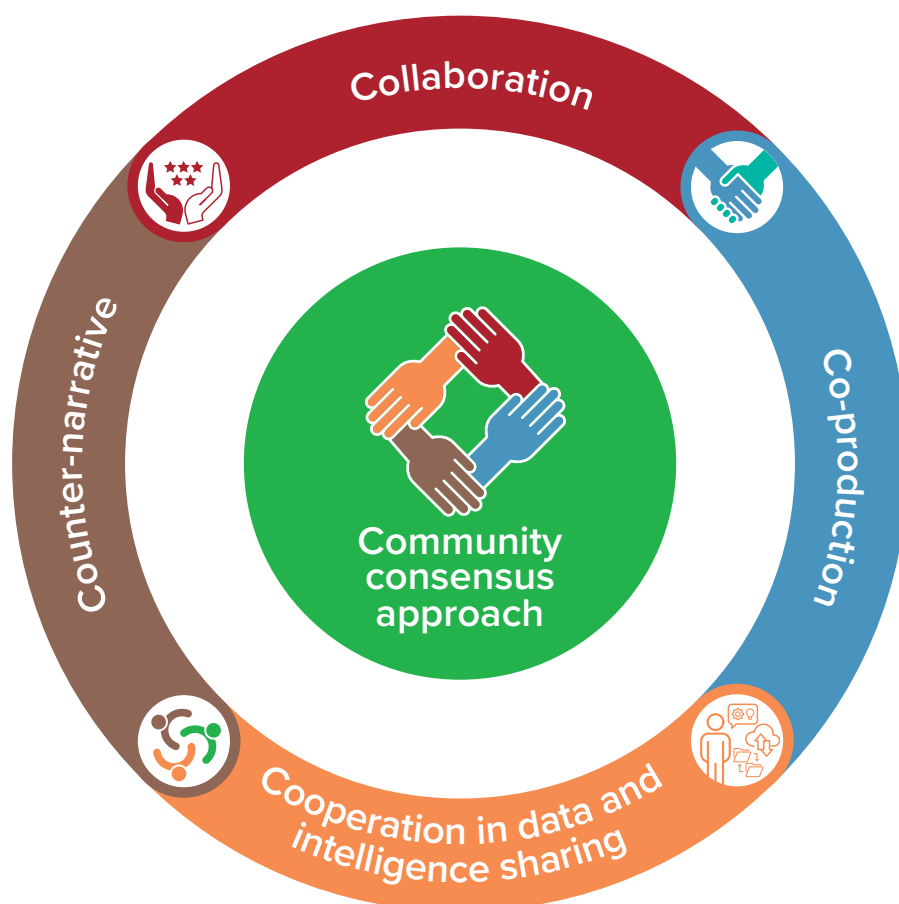 Collaboration
Co-production
Cooperation in data and
intelligence sharing
Counter-narrative
Community
consensus
approach